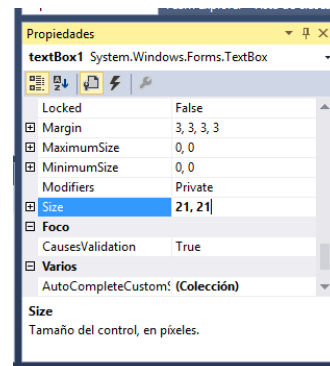 Propiedades
textBox1 System.Windows.Forms.TextBox
Locked False
Margin 3, 3, 3, 3
MaximumSize 0, 0
MinimumSize 0, 0
Modifiers Private
Size 21, 21
Foco
CausesValidation True
Varios
AutoCompleteCustom (Colección)
Size
Tamaño del control, en píxeles.